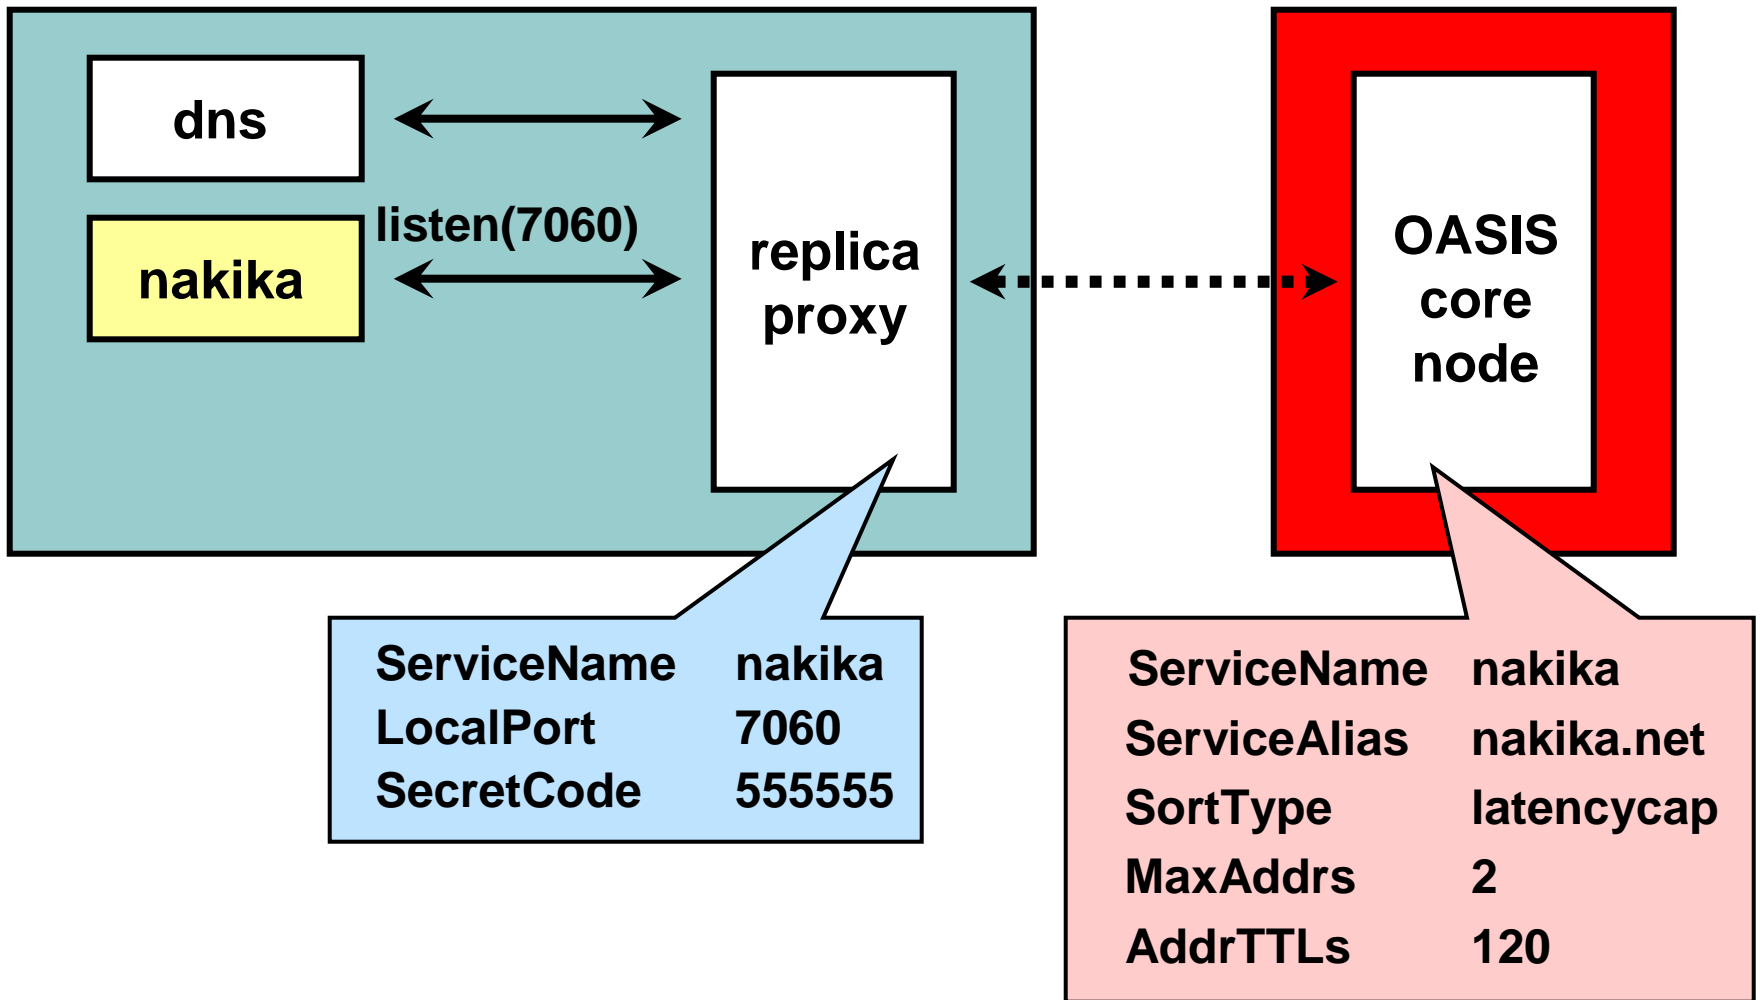 dns
nakika
listen(7060)
replica
proxy
OASIS
core
node
ServiceName nakika
LocalPort 7060
SecretCode 555555
ServiceName nakika
ServiceAlias nakika.net
SortType latencycap
MaxAddrs 2
AddrTTLs 120